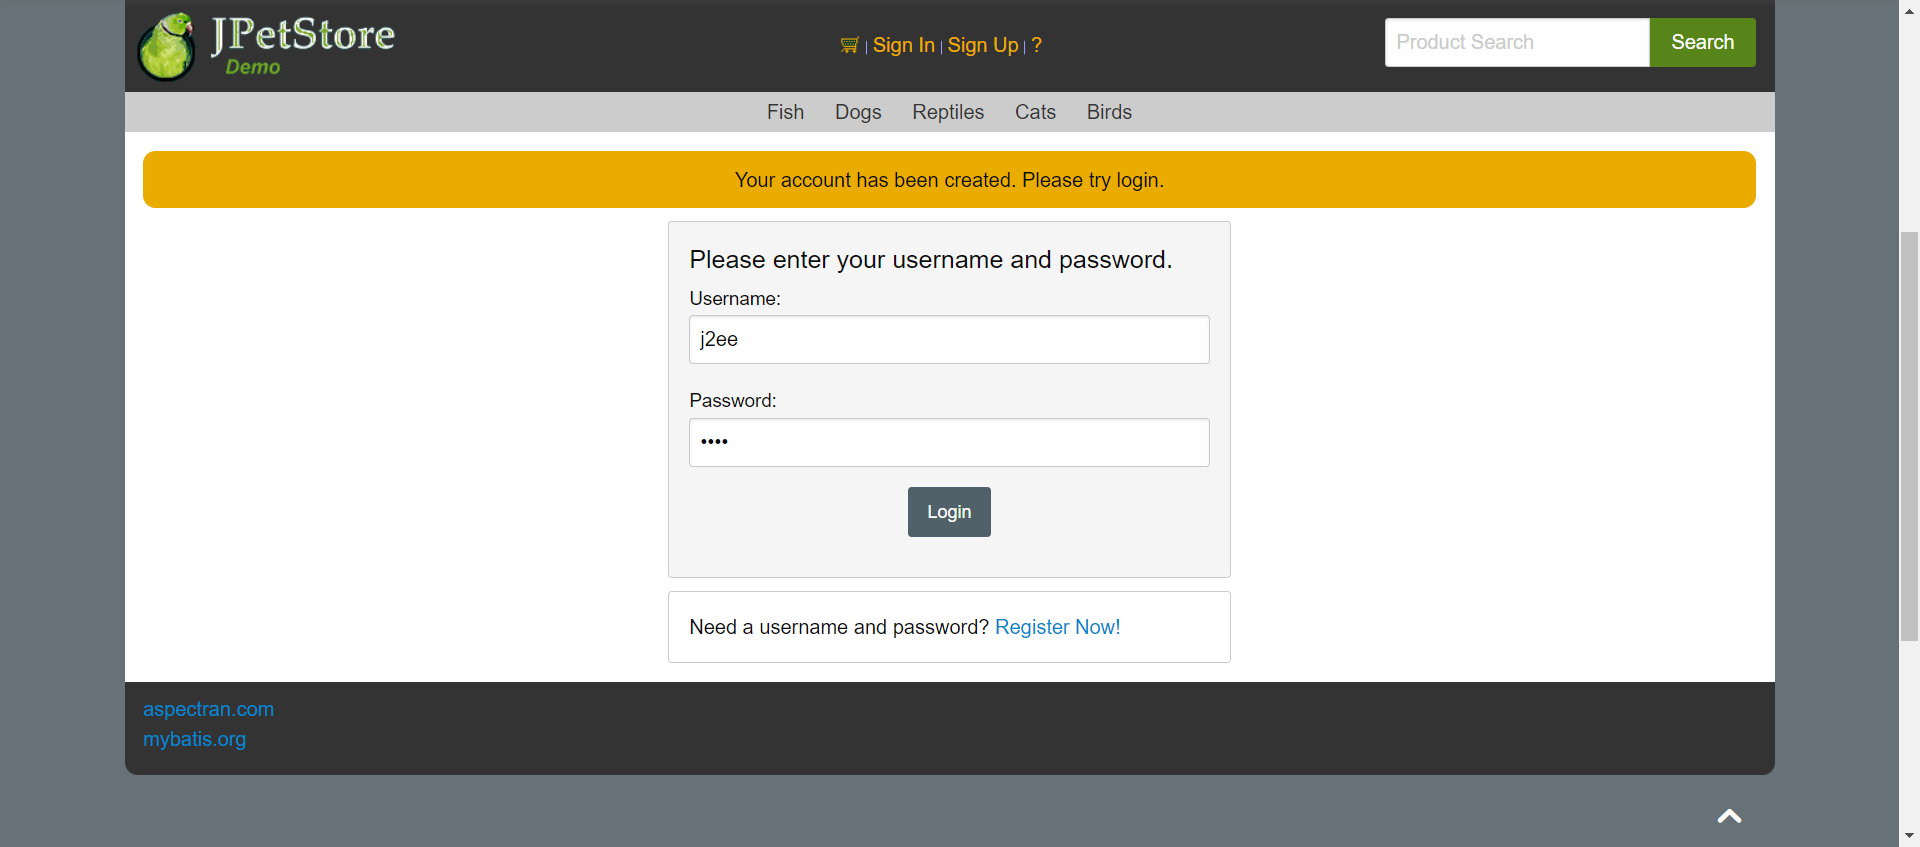 JPetStore
Demo
| Sign In | Sign Up | ?
Product Search
Search
Fish Dogs Reptiles Cats Birds
Your account has been created. Please try login.
Please enter your username and password.
Username:
j2ee
Password:
••••
Login
Need a username and password? Register Now!
aspectran.com
mybatis.org